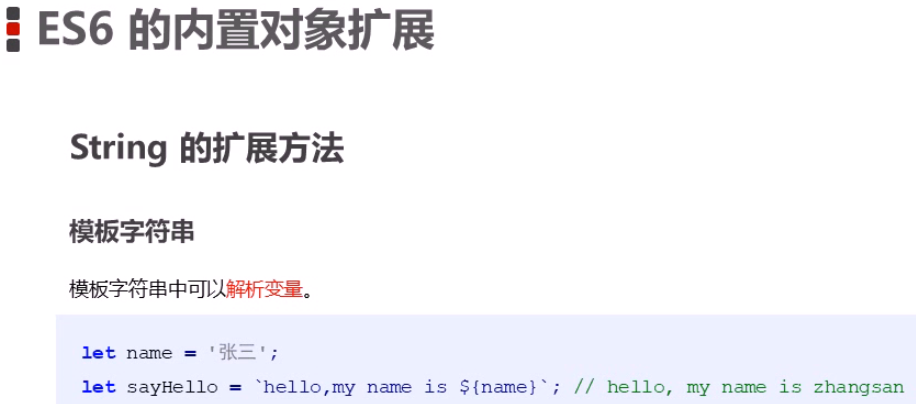 ES6 的内置对象扩展
String 的扩展方法
模板字符串
模板字符串中可以解析变量。
let name = '张三';
let sayHello = `hello,my name is ${name}`; // hello, my name is zhangsan